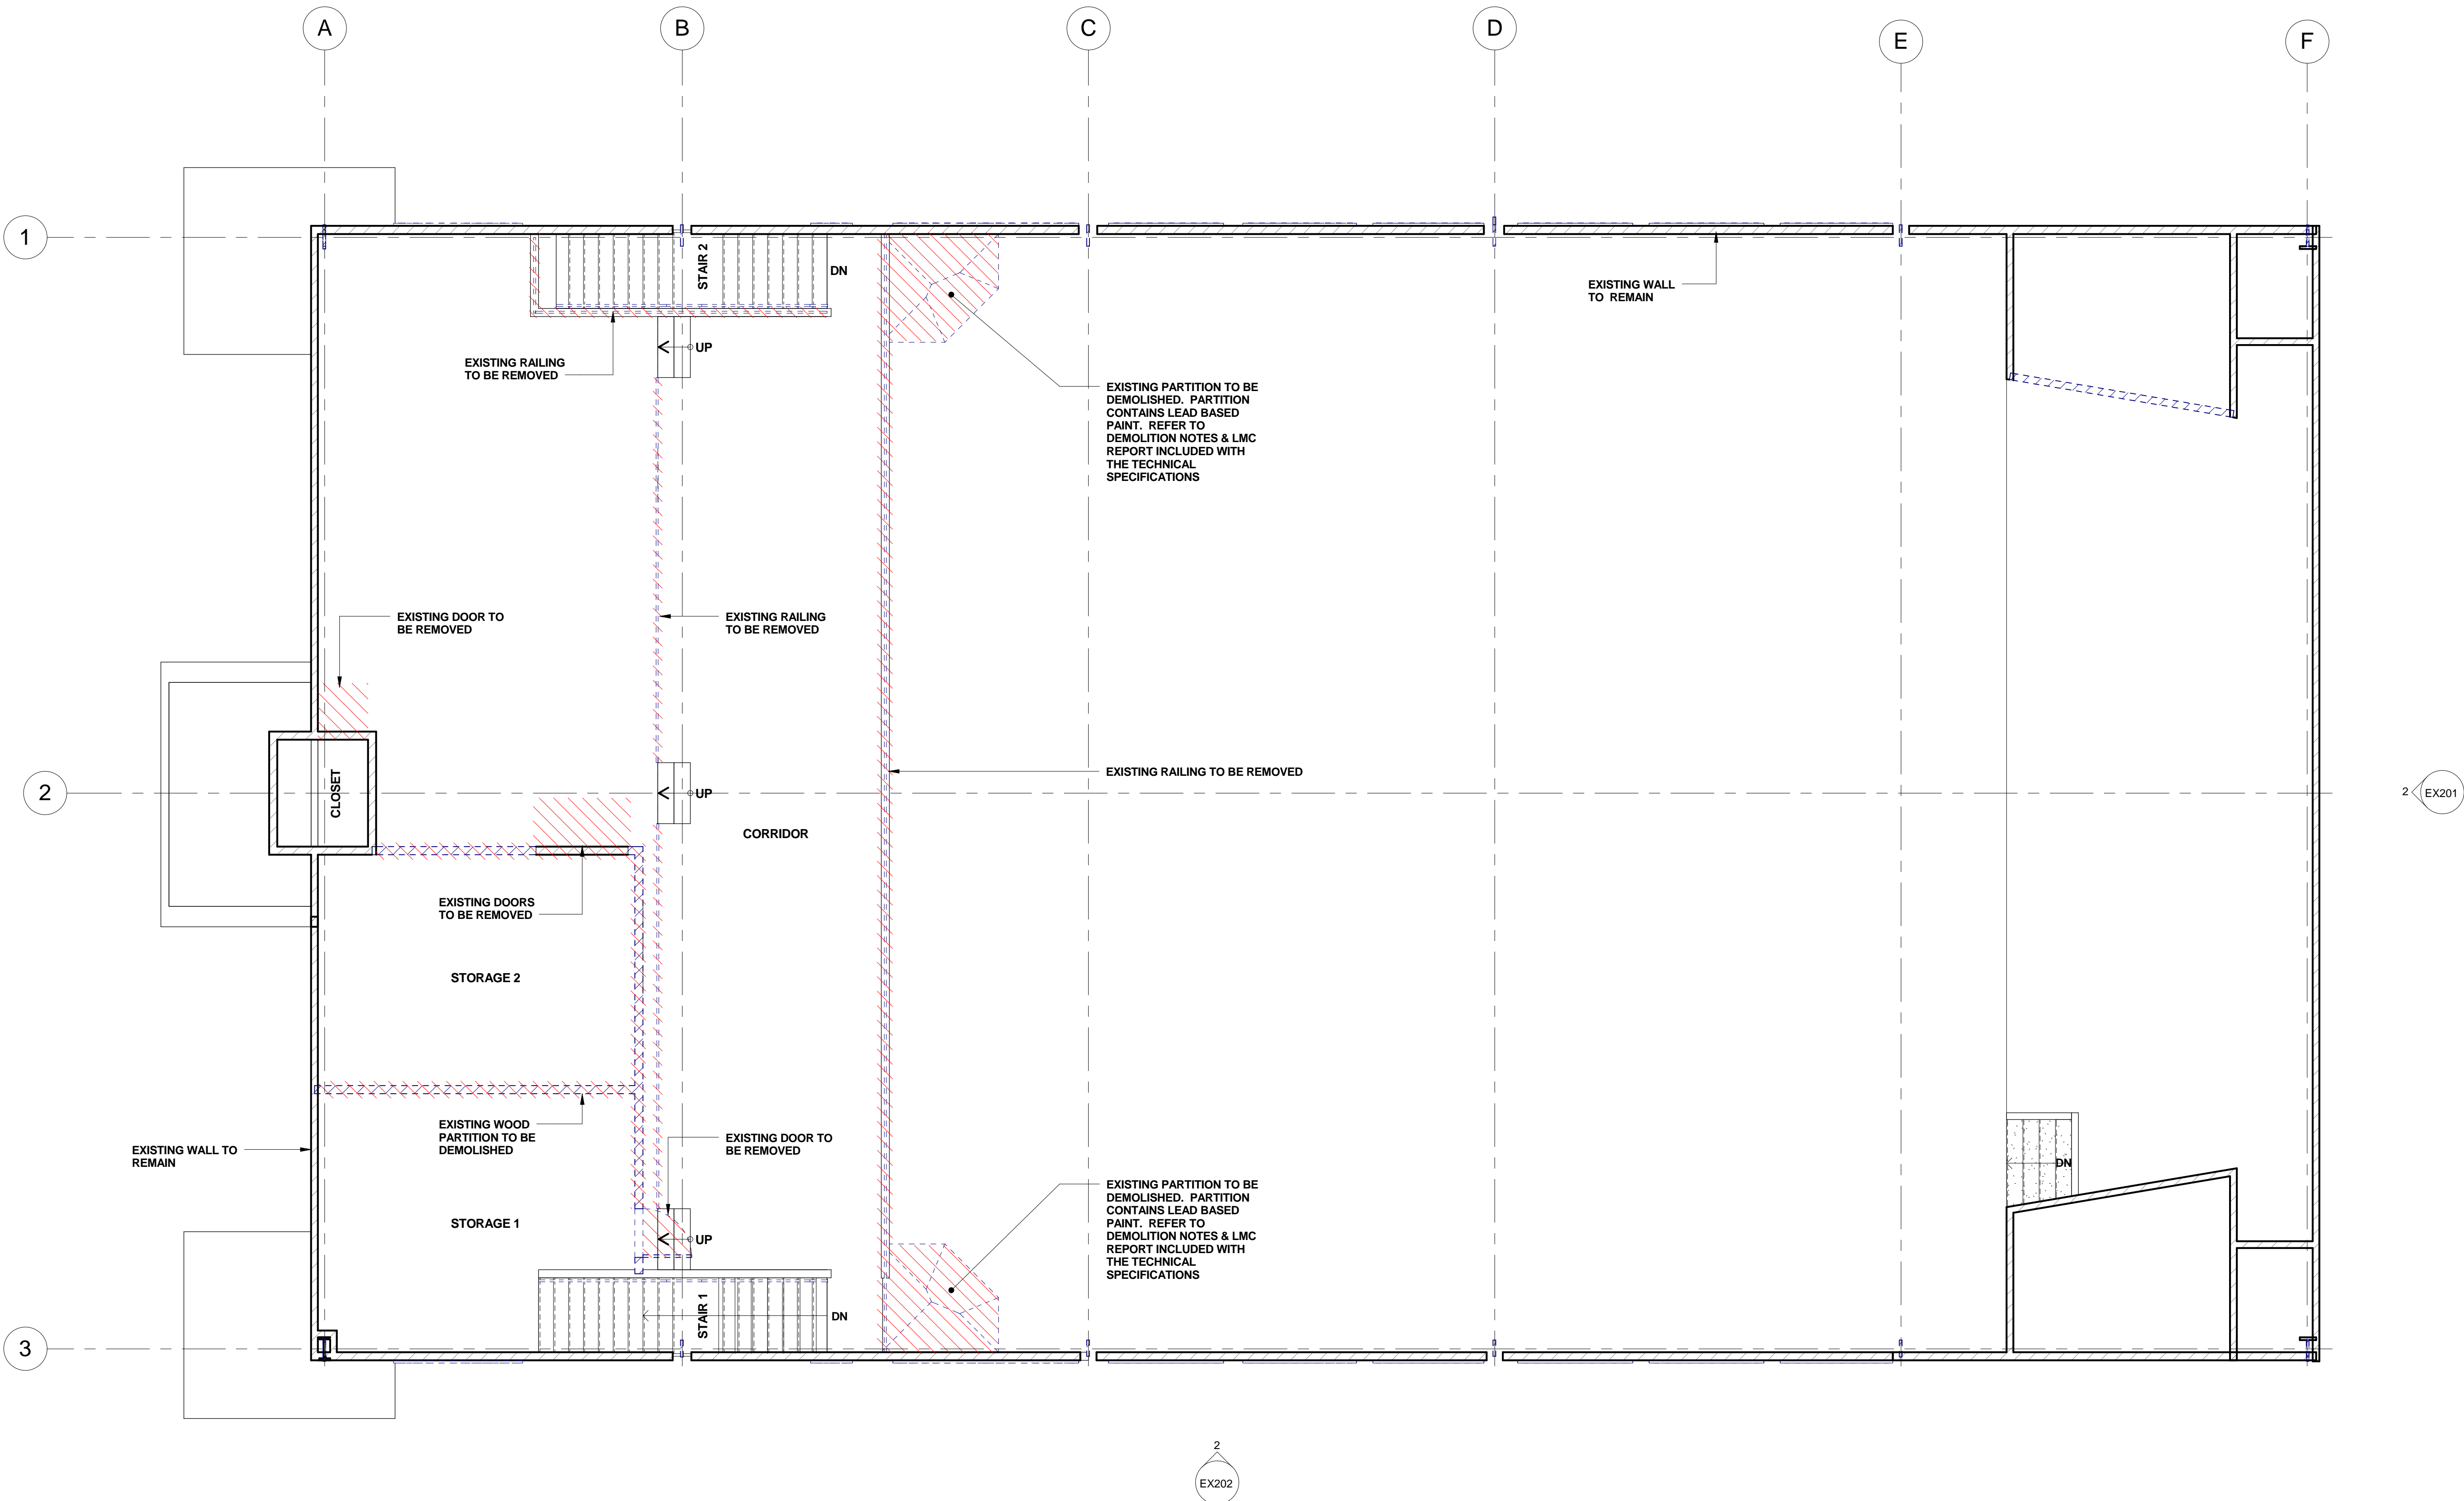 A
B
C
D
E
F
1
STAIR 2
DN
EXISTING WALL
TO REMAIN
UP
EXISTING RAILING
TO BE REMOVED
EXISTING PARTITION TO BE
DEMOLISHED. PARTITION
CONTAINS LEAD BASED
PAINT. REFER TO
DEMOLITION NOTES & LMC
REPORT INCLUDED WITH
THE TECHNICAL
SPECIFICATIONS
EXISTING DOOR TO
BE REMOVED
EXISTING RAILING
TO BE REMOVED
EXISTING RAILING TO BE REMOVED
2
CLOSET
UP
2
EX201
CORRIDOR
EXISTING DOORS
TO BE REMOVED
STORAGE 2
EXISTING WOOD
PARTITION TO BE
DEMOLISHED
EXISTING DOOR TO
BE REMOVED
EXISTING WALL TO
REMAIN
DN
EXISTING PARTITION TO BE
DEMOLISHED. PARTITION
CONTAINS LEAD BASED
PAINT. REFER TO
DEMOLITION NOTES & LMC
REPORT INCLUDED WITH
THE TECHNICAL
SPECIFICATIONS
STORAGE 1
UP
STAIR 1
DN
3
2
EX202